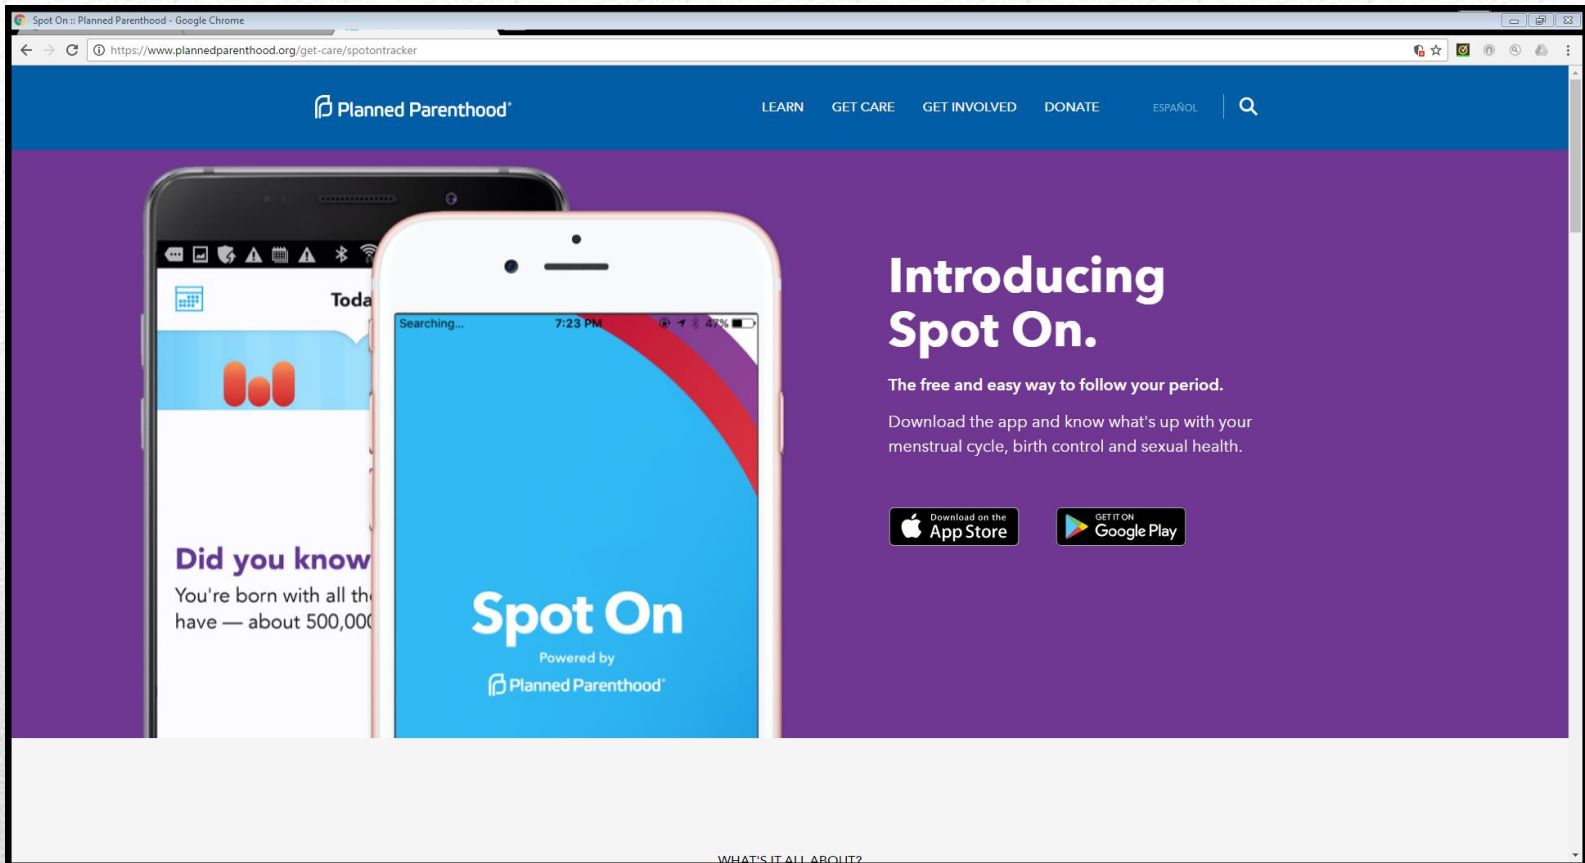 Spot On :: Planned Parenthood - Google Chrome
https://www.plannedparenthood.org/get-care/spotontracker
Planned Parenthood®
LEARN GET CARE GET INVOLVED DONATE ESPAÑOL
Toda
Searching... 7:23 PM 47%
Introducing
Spot On.
The free and easy way to follow your period.
Download the app and know what's up with your
menstrual cycle, birth control and sexual health.
Download on the
App Store
GET IT ON
Google Play
Did you know
You're born with all the
have — about 500,000
Spot On
Powered by
Planned Parenthood®
WHAT'S IT ALL ABOUT?